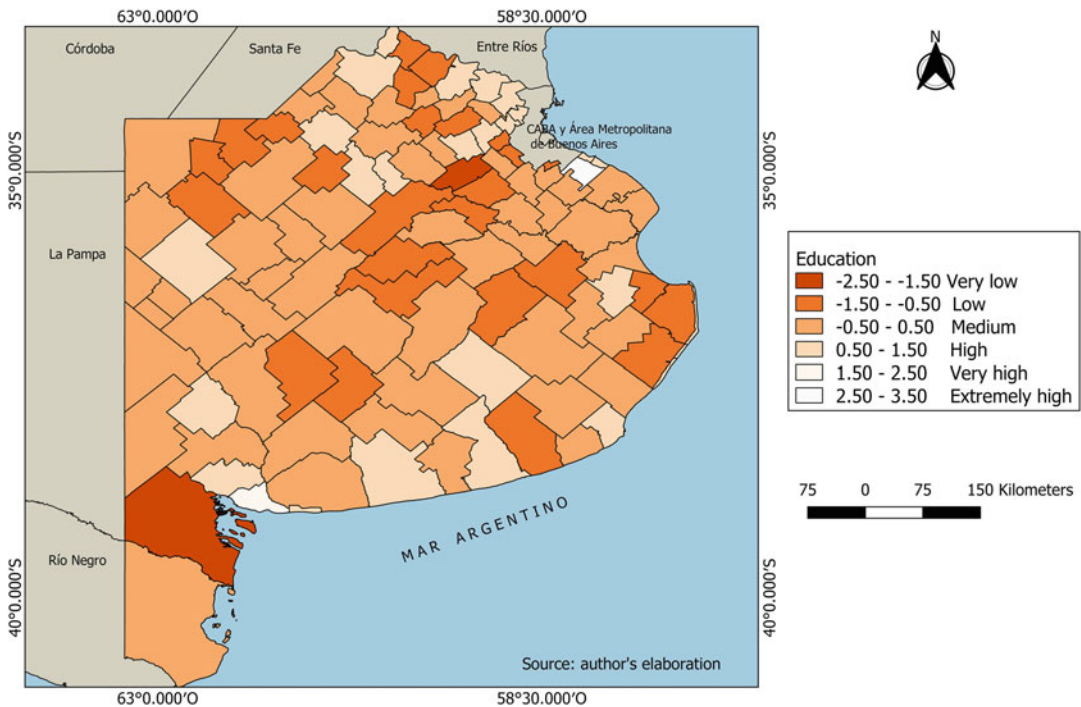 63°0.000'O 58°30.000'O
Córdoba
Santa Fe
Entre Ríos
N
CABA y Área Metropolitana
de Buenos Aires
35°0.000'S
35°0.000'S
La Pampa
Education
-2.50 - -1.50 Very low
-1.50 - -0.50 Low
-0.50 - 0.50 Medium
0.50 - 1.50 High
1.50 - 2.50 Very high
2.50 - 3.50 Extremely high
75 0 75 150 Kilometers
MAR ARGENTINO
Río Negro
40°0.000'S
40°0.000'S
Source: author's elaboration
63°0.000'O 58°30.000'O